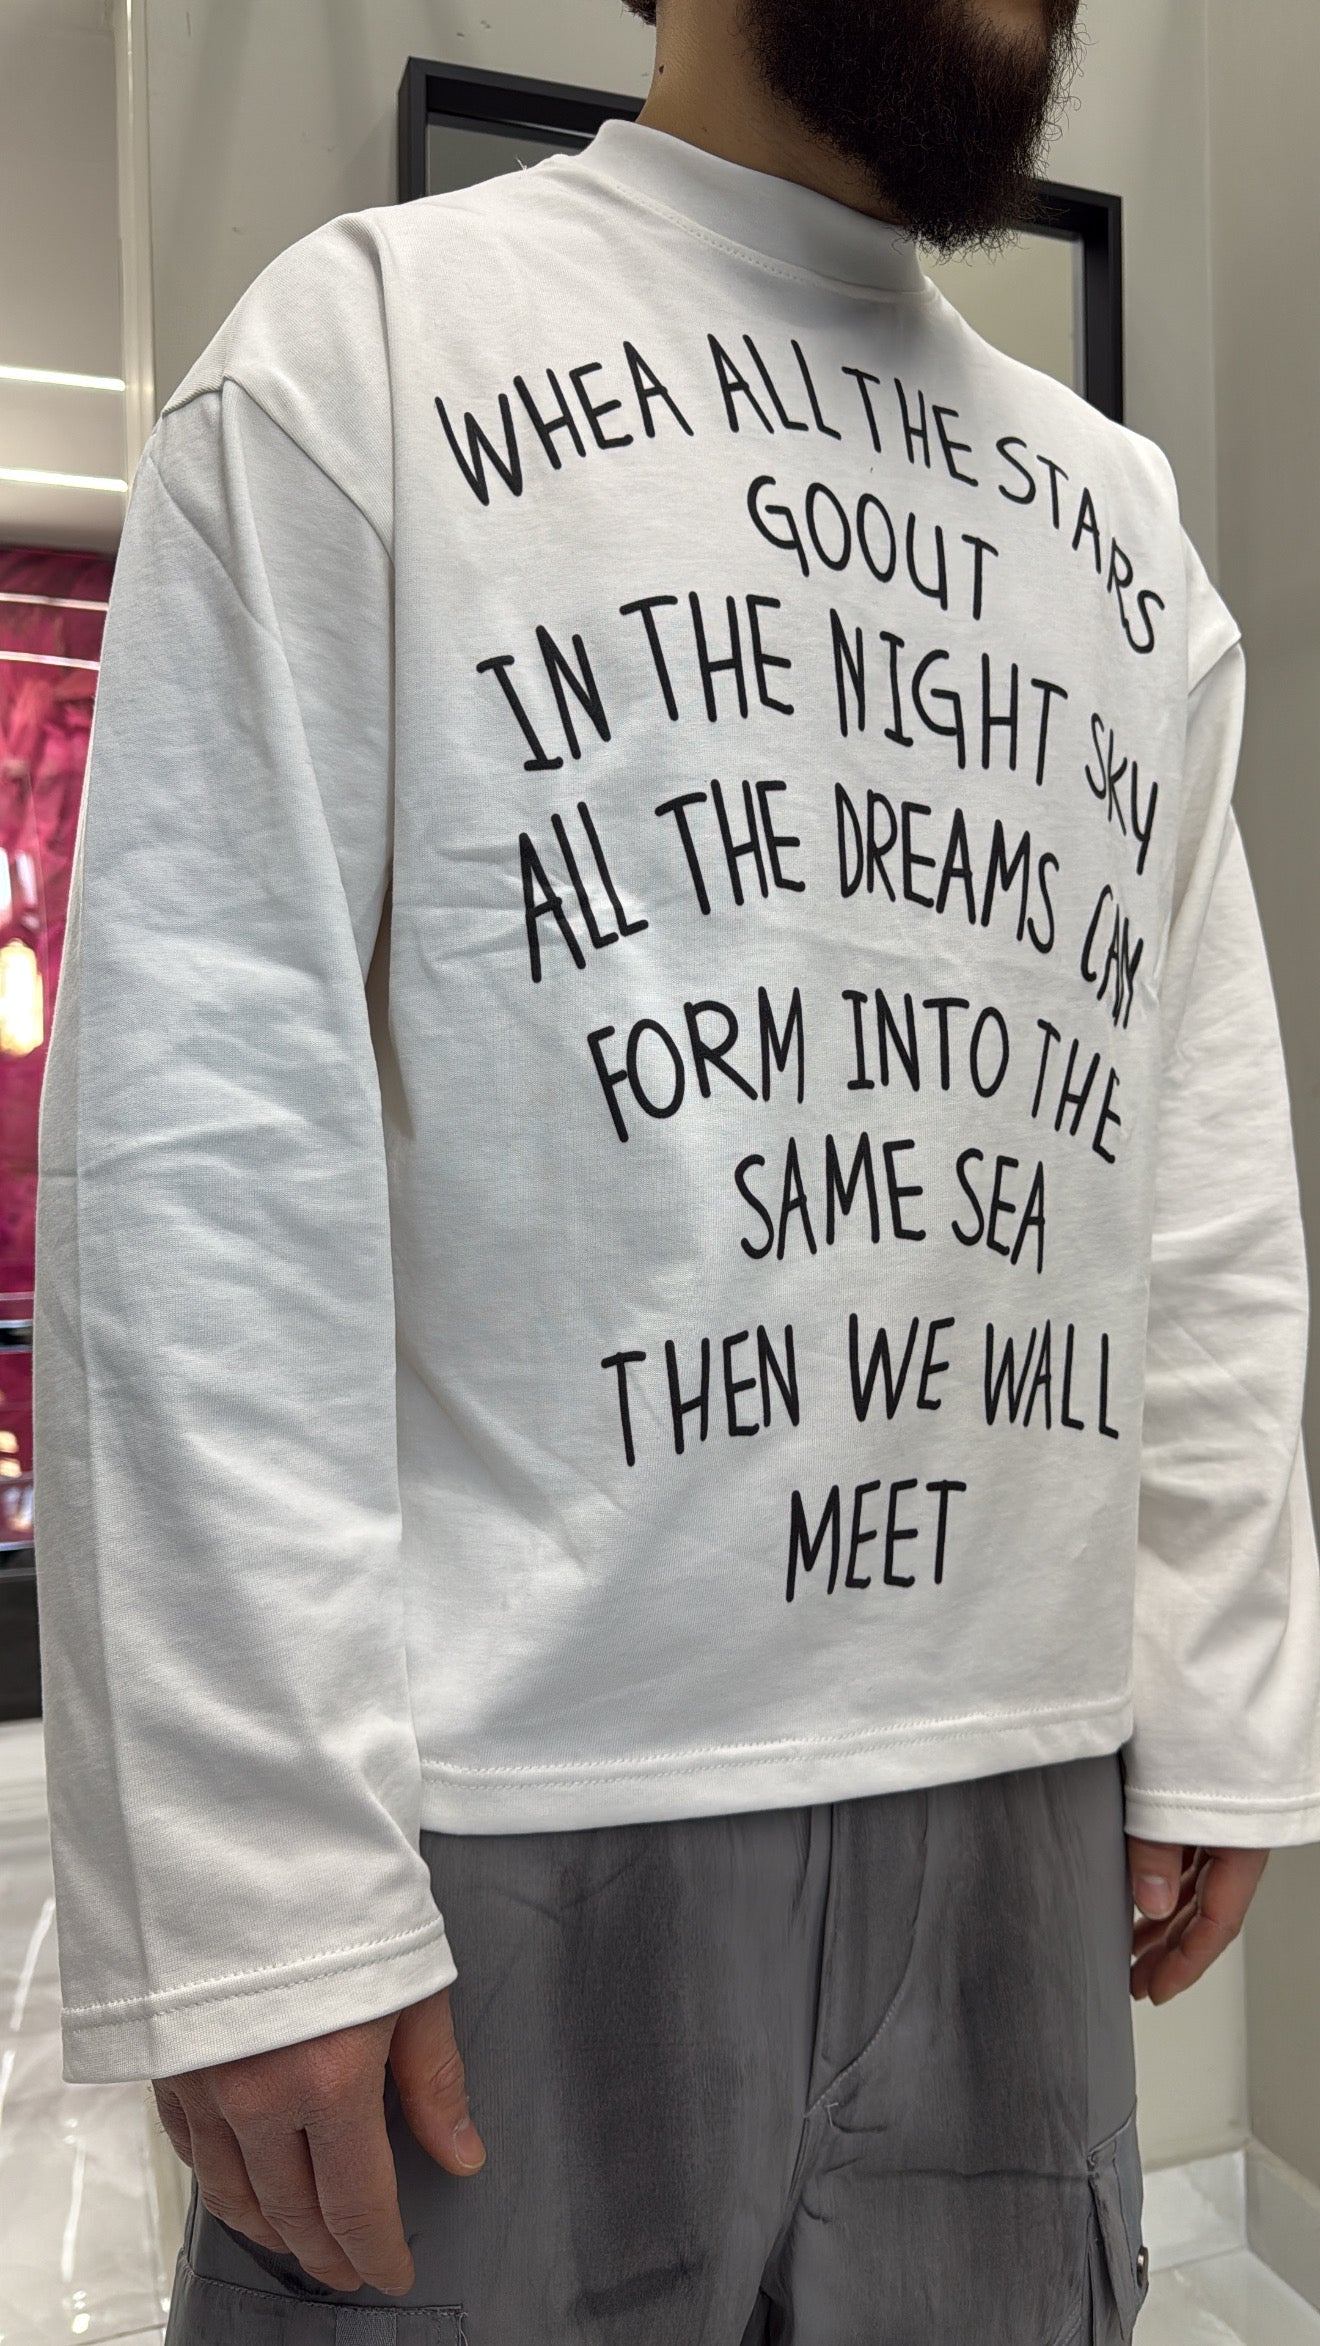 WHEA ALL THE STARS
GOOUT
IN THE NIGHT SKY
ALL THE DREAMS CAN
FORM INTO THE
SAME SEA
THEN WE WALL
MEET